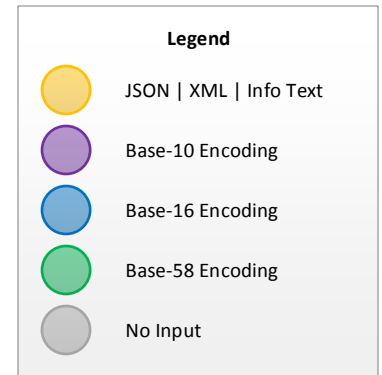 Legend
JSON | XML | Info Text
Base-10 Encoding
Base-16 Encoding
Base-58 Encoding
No Input